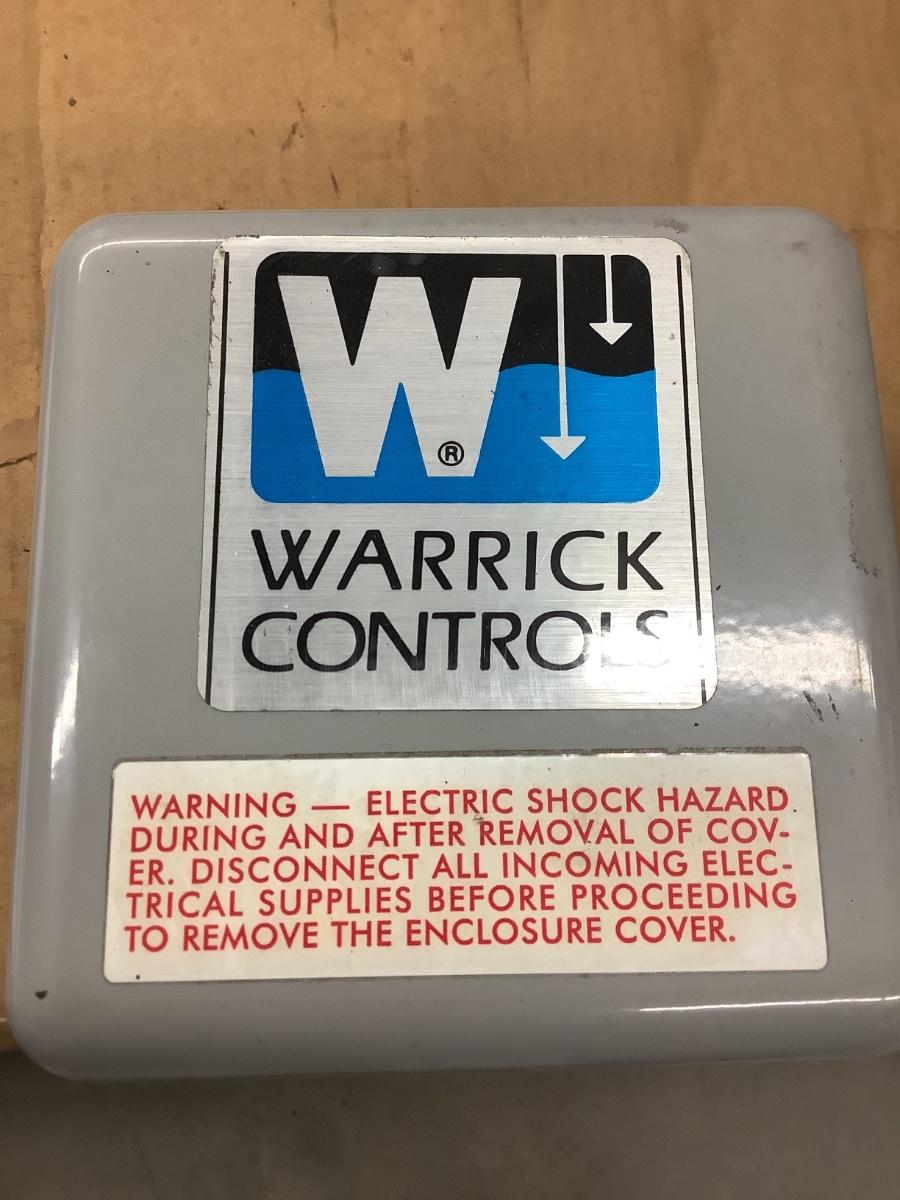 W
®
WARRICK
CONTROLS
WARNING — ELECTRIC SHOCK HAZARD
DURING AND AFTER REMOVAL OF COV-
ER. DISCONNECT ALL INCOMING ELEC-
TRICAL SUPPLIES BEFORE PROCEEDING
TO REMOVE THE ENCLOSURE COVER.